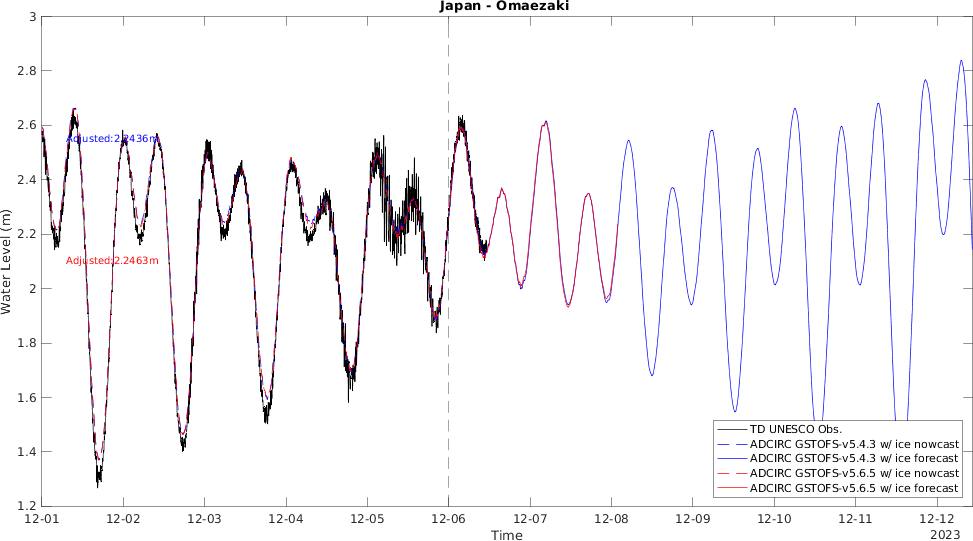 Japan - Omaezaki
3
2.8
2.6
2.4
2.2
2
1.8
1.6
1.4
1.2
Water Level (m)
Adjusted:2.2436m
Adjusted:2.2463m
TD UNESCO Obs.
ADCIRC GSTOFS-v5.4.3 w/ ice nowcast
ADCIRC GSTOFS-v5.4.3 w/ ice forecast
ADCIRC GSTOFS-v5.6.5 w/ ice nowcast
ADCIRC GSTOFS-v5.6.5 w/ ice forecast
12-01 12-02 12-03 12-04 12-05 12-06 12-07 12-08 12-09 12-10 12-11 12-12
Time
2023